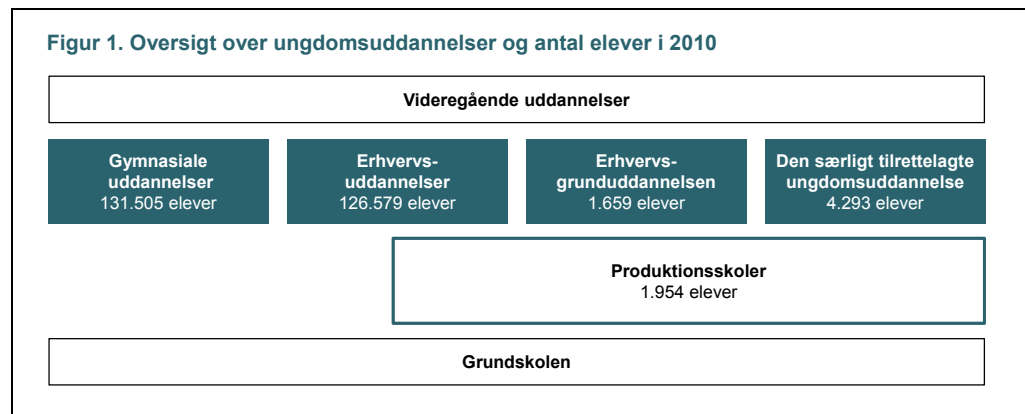 Figur 1. Oversigt over ungdomsuddannelser og antal elever i 2010
Videregående uddannelser
Gymnasiale
uddannelser
131.505 elever
Erhvervs-
uddannelser
126.579 elever
Erhvervs-
grunduddannelsen
1.659 elever
Den særligt tilrettelagte
ungdomsuddannelse
4.293 elever
Produktionsskoler
1.954 elever
Grundskolen